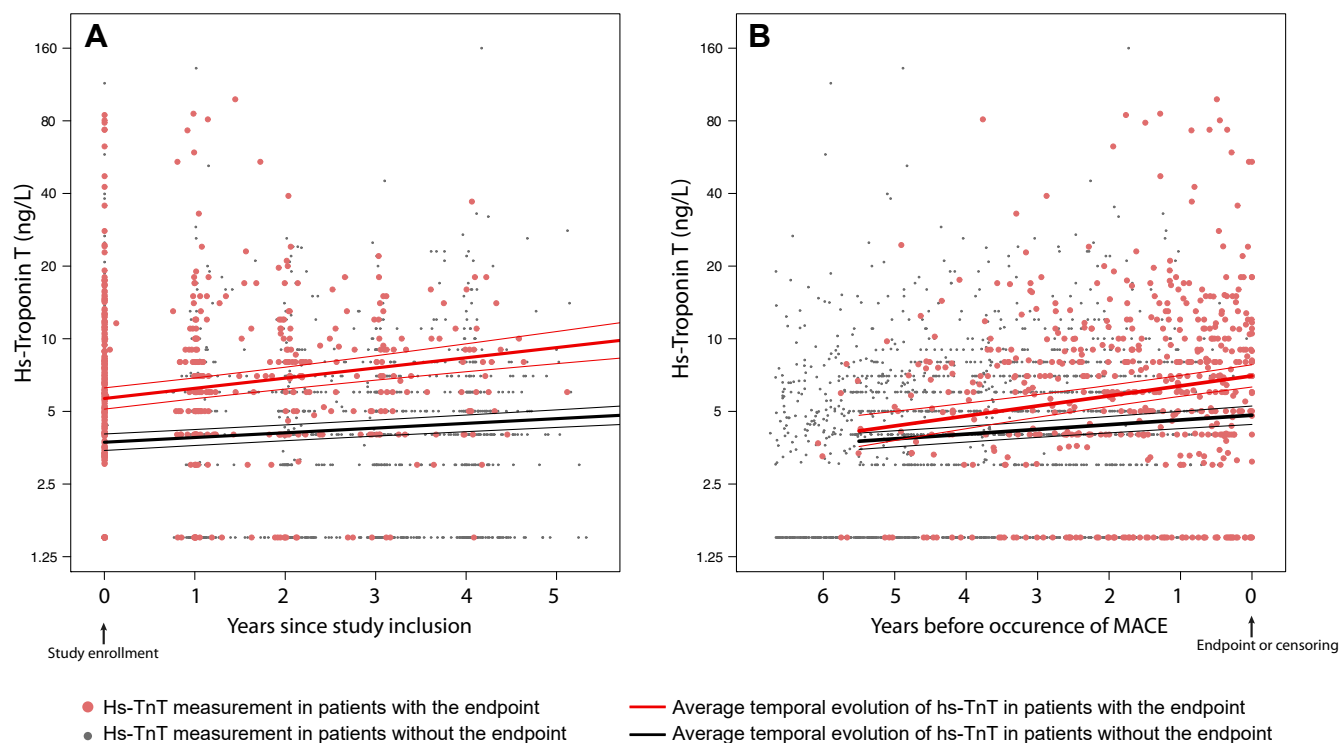 A
Hs-Troponin T (ng/L)
160
80
40
20
10
5
2.5
1.25
0 1 2 3 4 5
Years since study inclusion
Study enrollment
B
Hs-Troponin T (ng/L)
160
80
40
20
10
5
2.5
1.25
6 5 4 3 2 1 0
Years before occurence of MACE
Endpoint or censoring
Hs-TnT measurement in patients with the endpoint
Hs-TnT measurement in patients without the endpoint
Average temporal evolution of hs-TnT in patients with the endpoint
Average temporal evolution of hs-TnT in patients without the endpoint